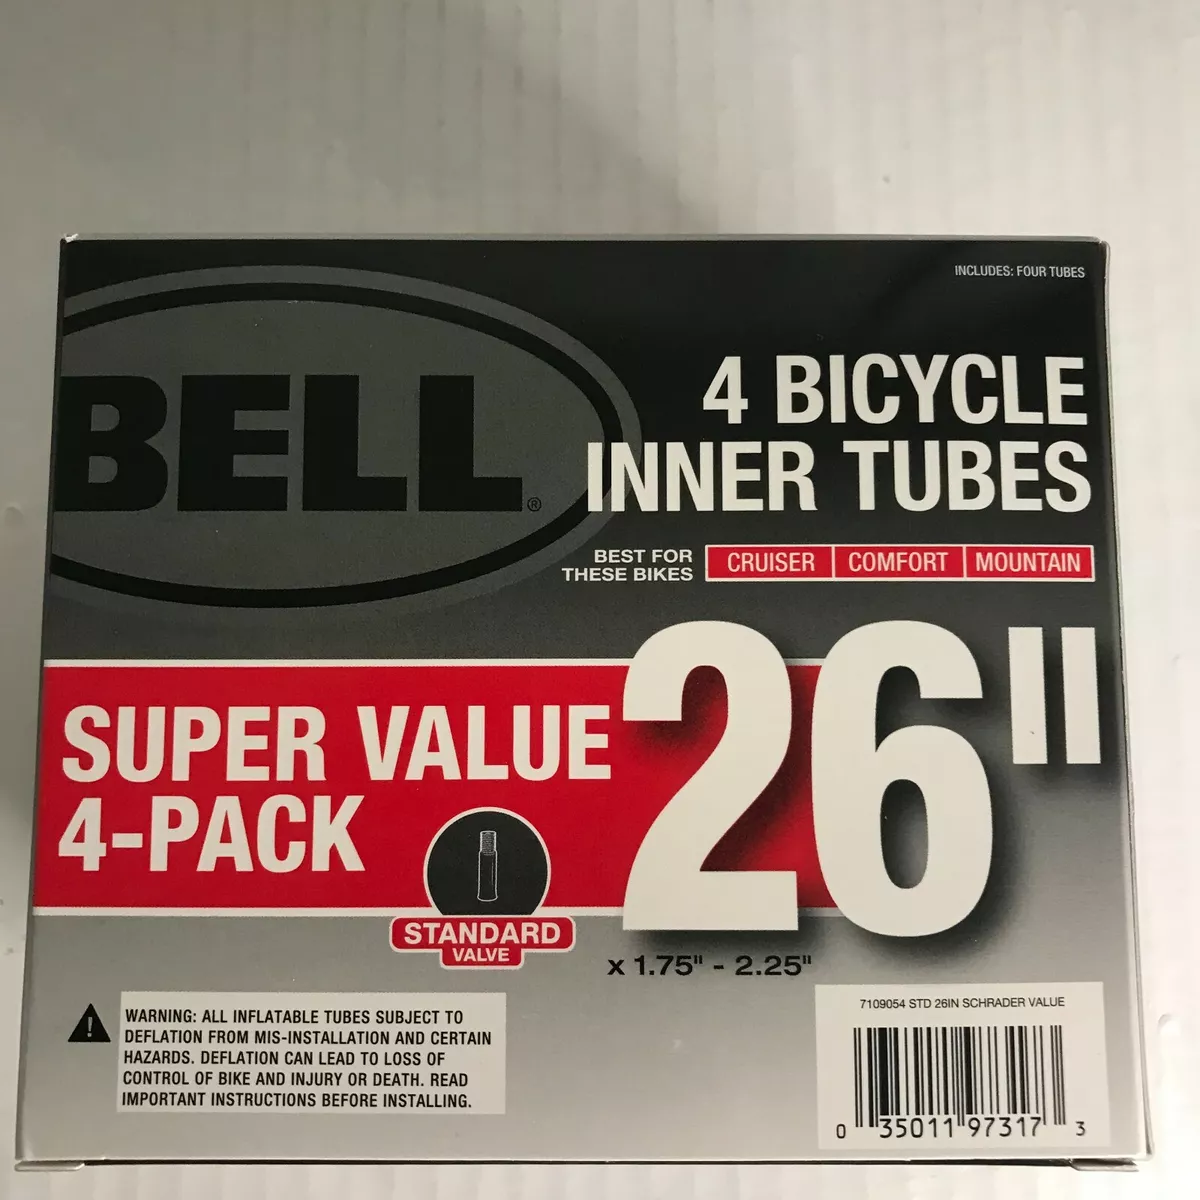 INCLUDES: FOUR TUBES
BELL®
4 BICYCLE
INNER TUBES
BEST FOR
THESE BIKES
CRUISER COMFORT MOUNTAIN
26"
SUPER VALUE
4-PACK
STANDARD
VALVE
x 1.75" - 2.25"
WARNING: ALL INFLATABLE TUBES SUBJECT TO
DEFLATION FROM MIS-INSTALLATION AND CERTAIN
HAZARDS. DEFLATION CAN LEAD TO LOSS OF
CONTROL OF BIKE AND INJURY OR DEATH. READ
IMPORTANT INSTRUCTIONS BEFORE INSTALLING.
7109054 STD 26IN SCHRADER VALUE
0 35011 97317 3